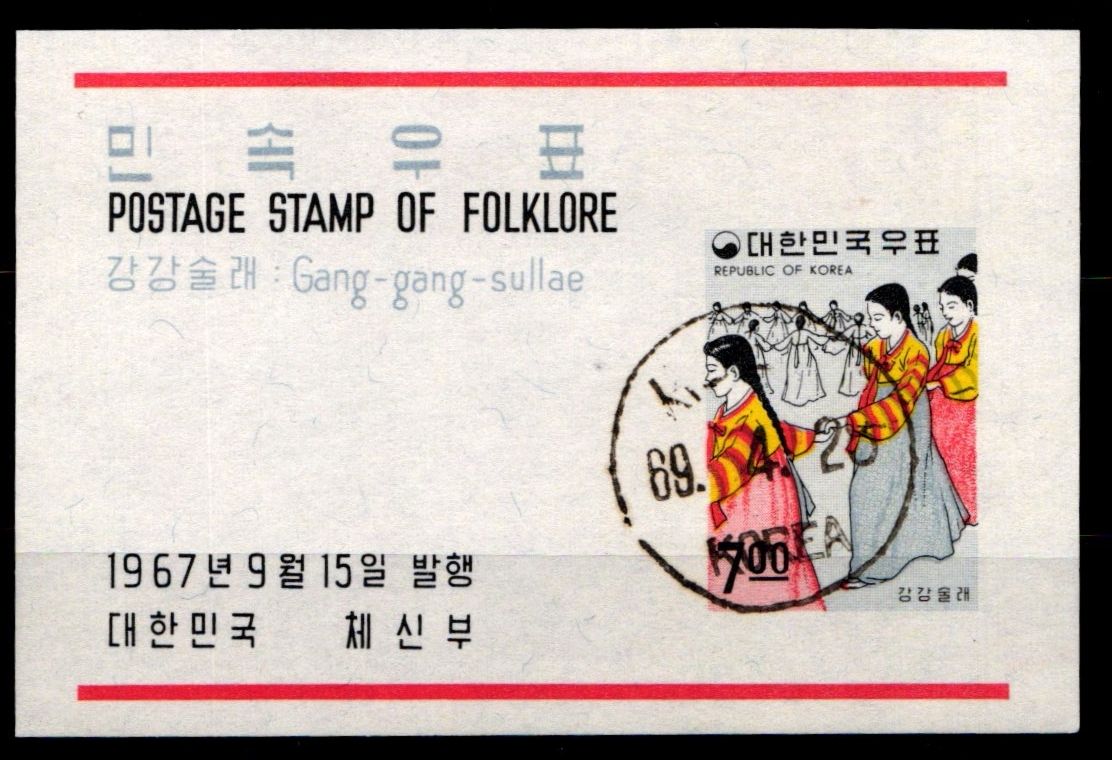 민 속 우 표
POSTAGE STAMP OF FOLKLORE
강강술래 : Gang-gang-sullae
대한민국우표
REPUBLIC OF KOREA
69. 4. 25
KOREA
7.00
강강술래
1967년 9월 15일 발행
대한민국 체신부